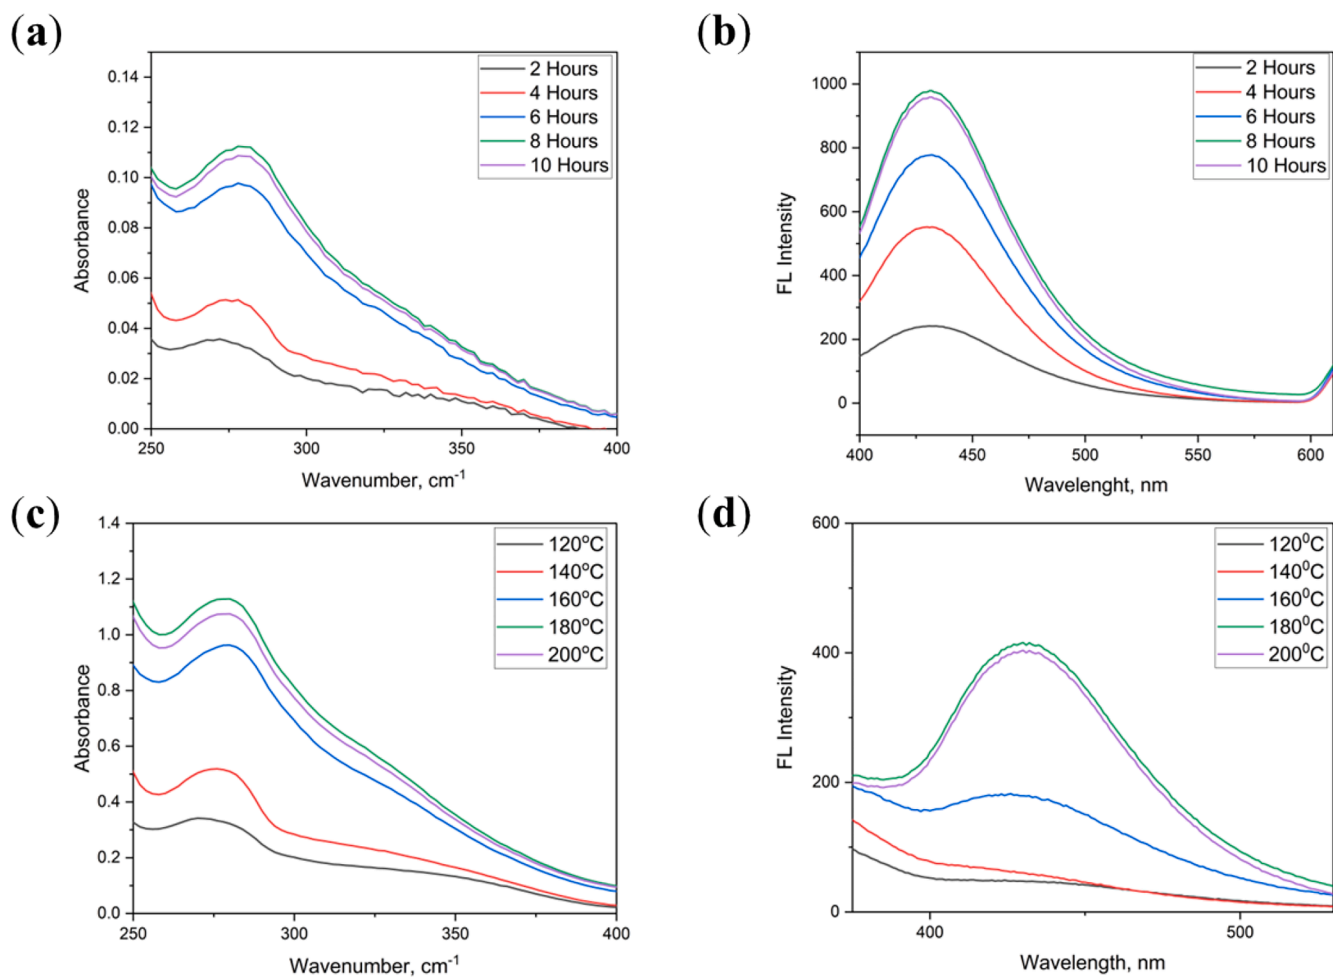 (a)
0.14
0.12
0.10
0.08
0.06
0.04
0.02
0.00
Absorbance
250
300
350
400
Wavenumber, cm⁻¹
2 Hours
4 Hours
6 Hours
8 Hours
10 Hours
(b)
1000
800
600
400
200
0
FL Intensity
400
450
500
550
600
Wavelenght, nm
2 Hours
4 Hours
6 Hours
8 Hours
10 Hours
(c)
1.4
1.2
1.0
0.8
0.6
0.4
0.2
0.0
Absorbance
250
300
350
400
Wavenumber, cm⁻¹
120°C
140°C
160°C
180°C
200°C
(d)
600
400
200
0
FL Intensity
400
500
Wavelength, nm
120⁰C
140⁰C
160⁰C
180⁰C
200⁰C